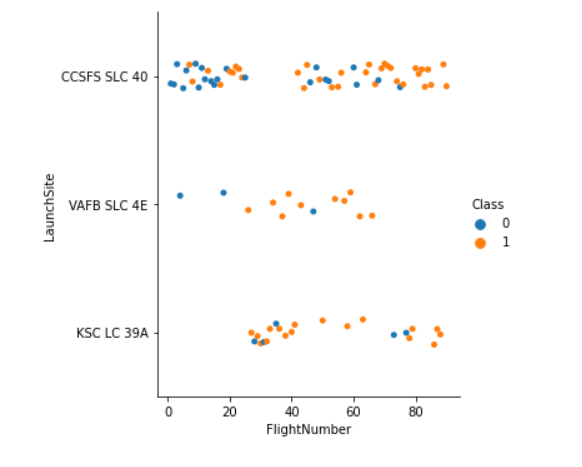 CCSFS SLC 40
VAFB SLC 4E
KSC LC 39A
LaunchSite
0 20 40 60 80
FlightNumber
Class
0
1